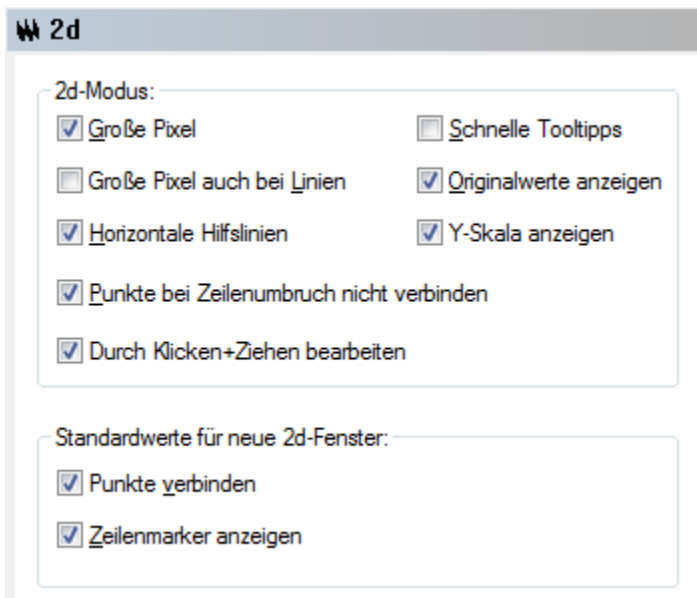 2d
2d-Modus:
Große Pixel
Schnelle Tooltipps
Große Pixel auch bei Linien
Originalwerte anzeigen
Horizontale Hilfslinien
Y-Skala anzeigen
Punkte bei Zeilenumbruch nicht verbinden
Durch Klicken+Ziehen bearbeiten
Standardwerte für neue 2d-Fenster:
Punkte verbinden
Zeilenmarker anzeigen